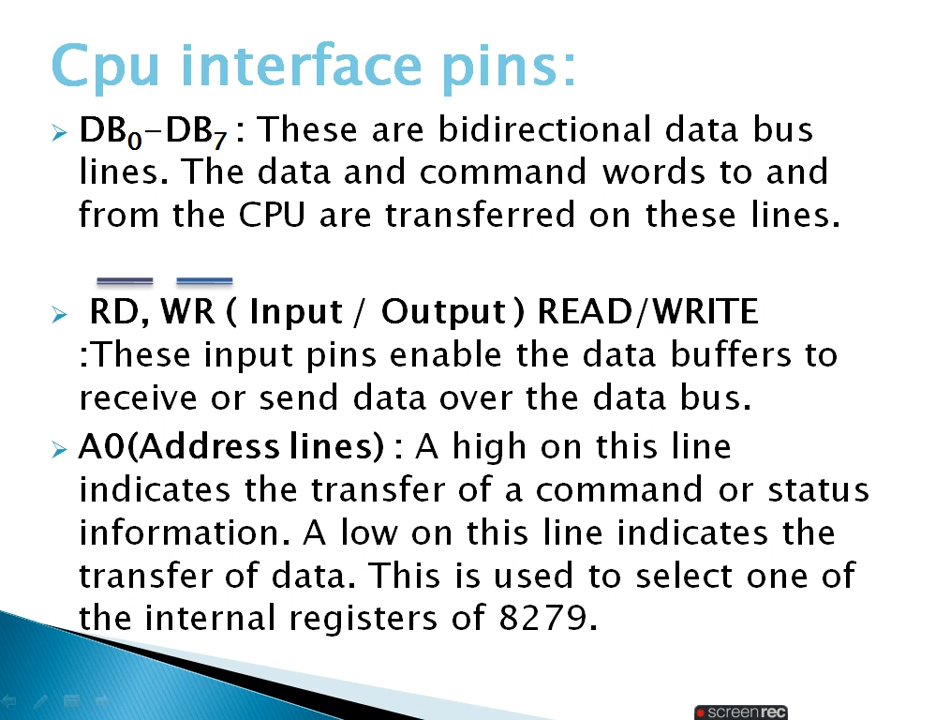 Cpu interface pins:
➢ DB₀-DB₇ : These are bidirectional data bus
lines. The data and command words to and
from the CPU are transferred on these lines.
➢ R̅D̅, W̅R̅ ( Input / Output ) READ/WRITE
:These input pins enable the data buffers to
receive or send data over the data bus.
➢ A0(Address lines) : A high on this line
indicates the transfer of a command or status
information. A low on this line indicates the
transfer of data. This is used to select one of
the internal registers of 8279.
screenrec